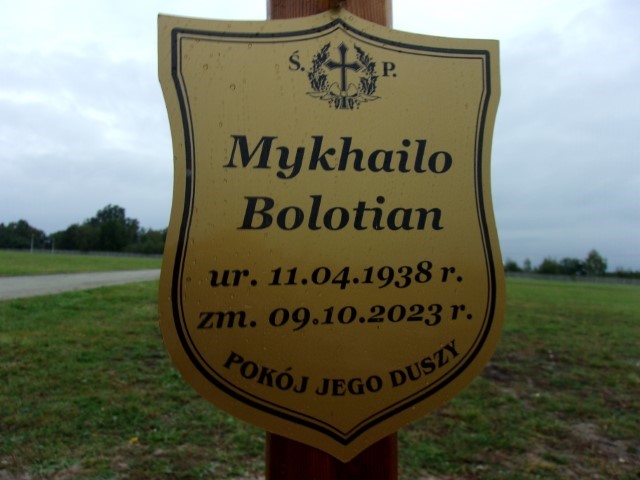 Ś. P.
Mykhailo
Bolotian
ur. 11.04.1938 r.
zm. 09.10.2023 r.
POKÓJ JEGO DUSZY